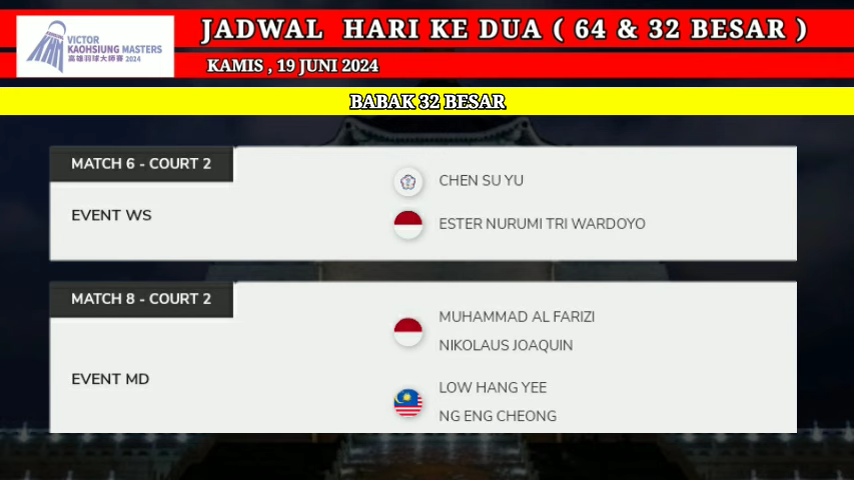 VICTOR
KAOHSIUNG MASTERS
高雄羽球大師賽 2024
JADWAL HARI KE DUA ( 64 & 32 BESAR )
KAMIS , 19 JUNI 2024
BABAK 32 BESAR
MATCH 6 - COURT 2
EVENT WS
CHEN SU YU
ESTER NURUMI TRI WARDOYO
MATCH 8 - COURT 2
EVENT MD
MUHAMMAD AL FARIZI
NIKOLAUS JOAQUIN
LOW HANG YEE
NG ENG CHEONG